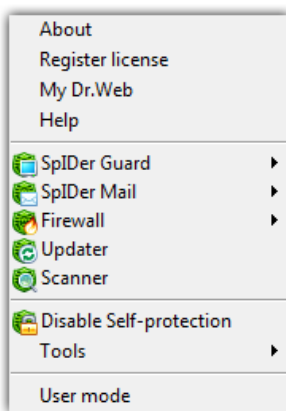 About
Register license
My Dr.Web
Help
SpIDer Guard
SpIDer Mail
Firewall
Updater
Scanner
Disable Self-protection
Tools
User mode